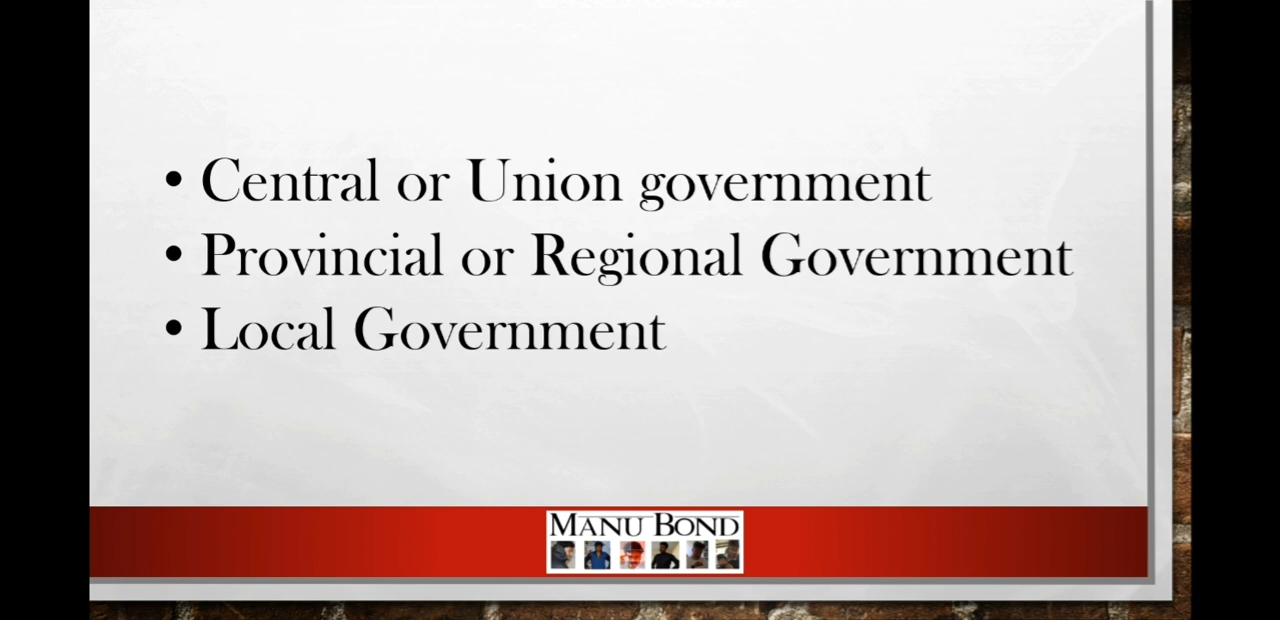 • Central or Union government
• Provincial or Regional Government
• Local Government
MANU BOND